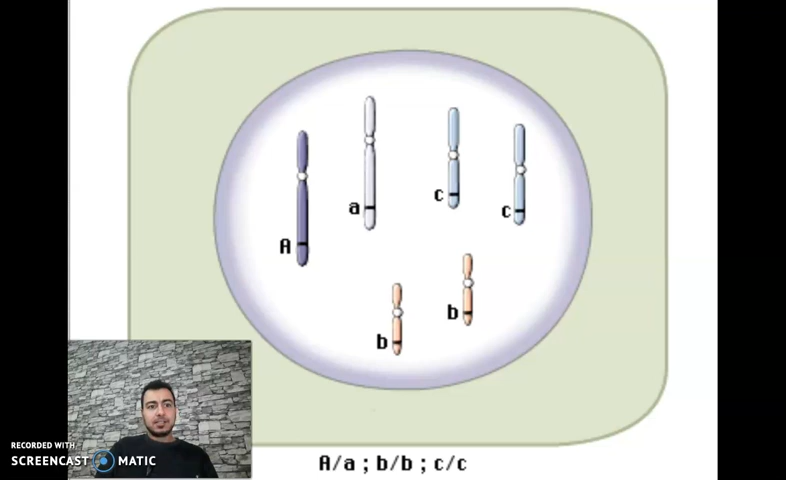 a
c
c
A
b
b
RECORDED WITH
SCREENCAST MATIC
A/a ; b/b ; c/c